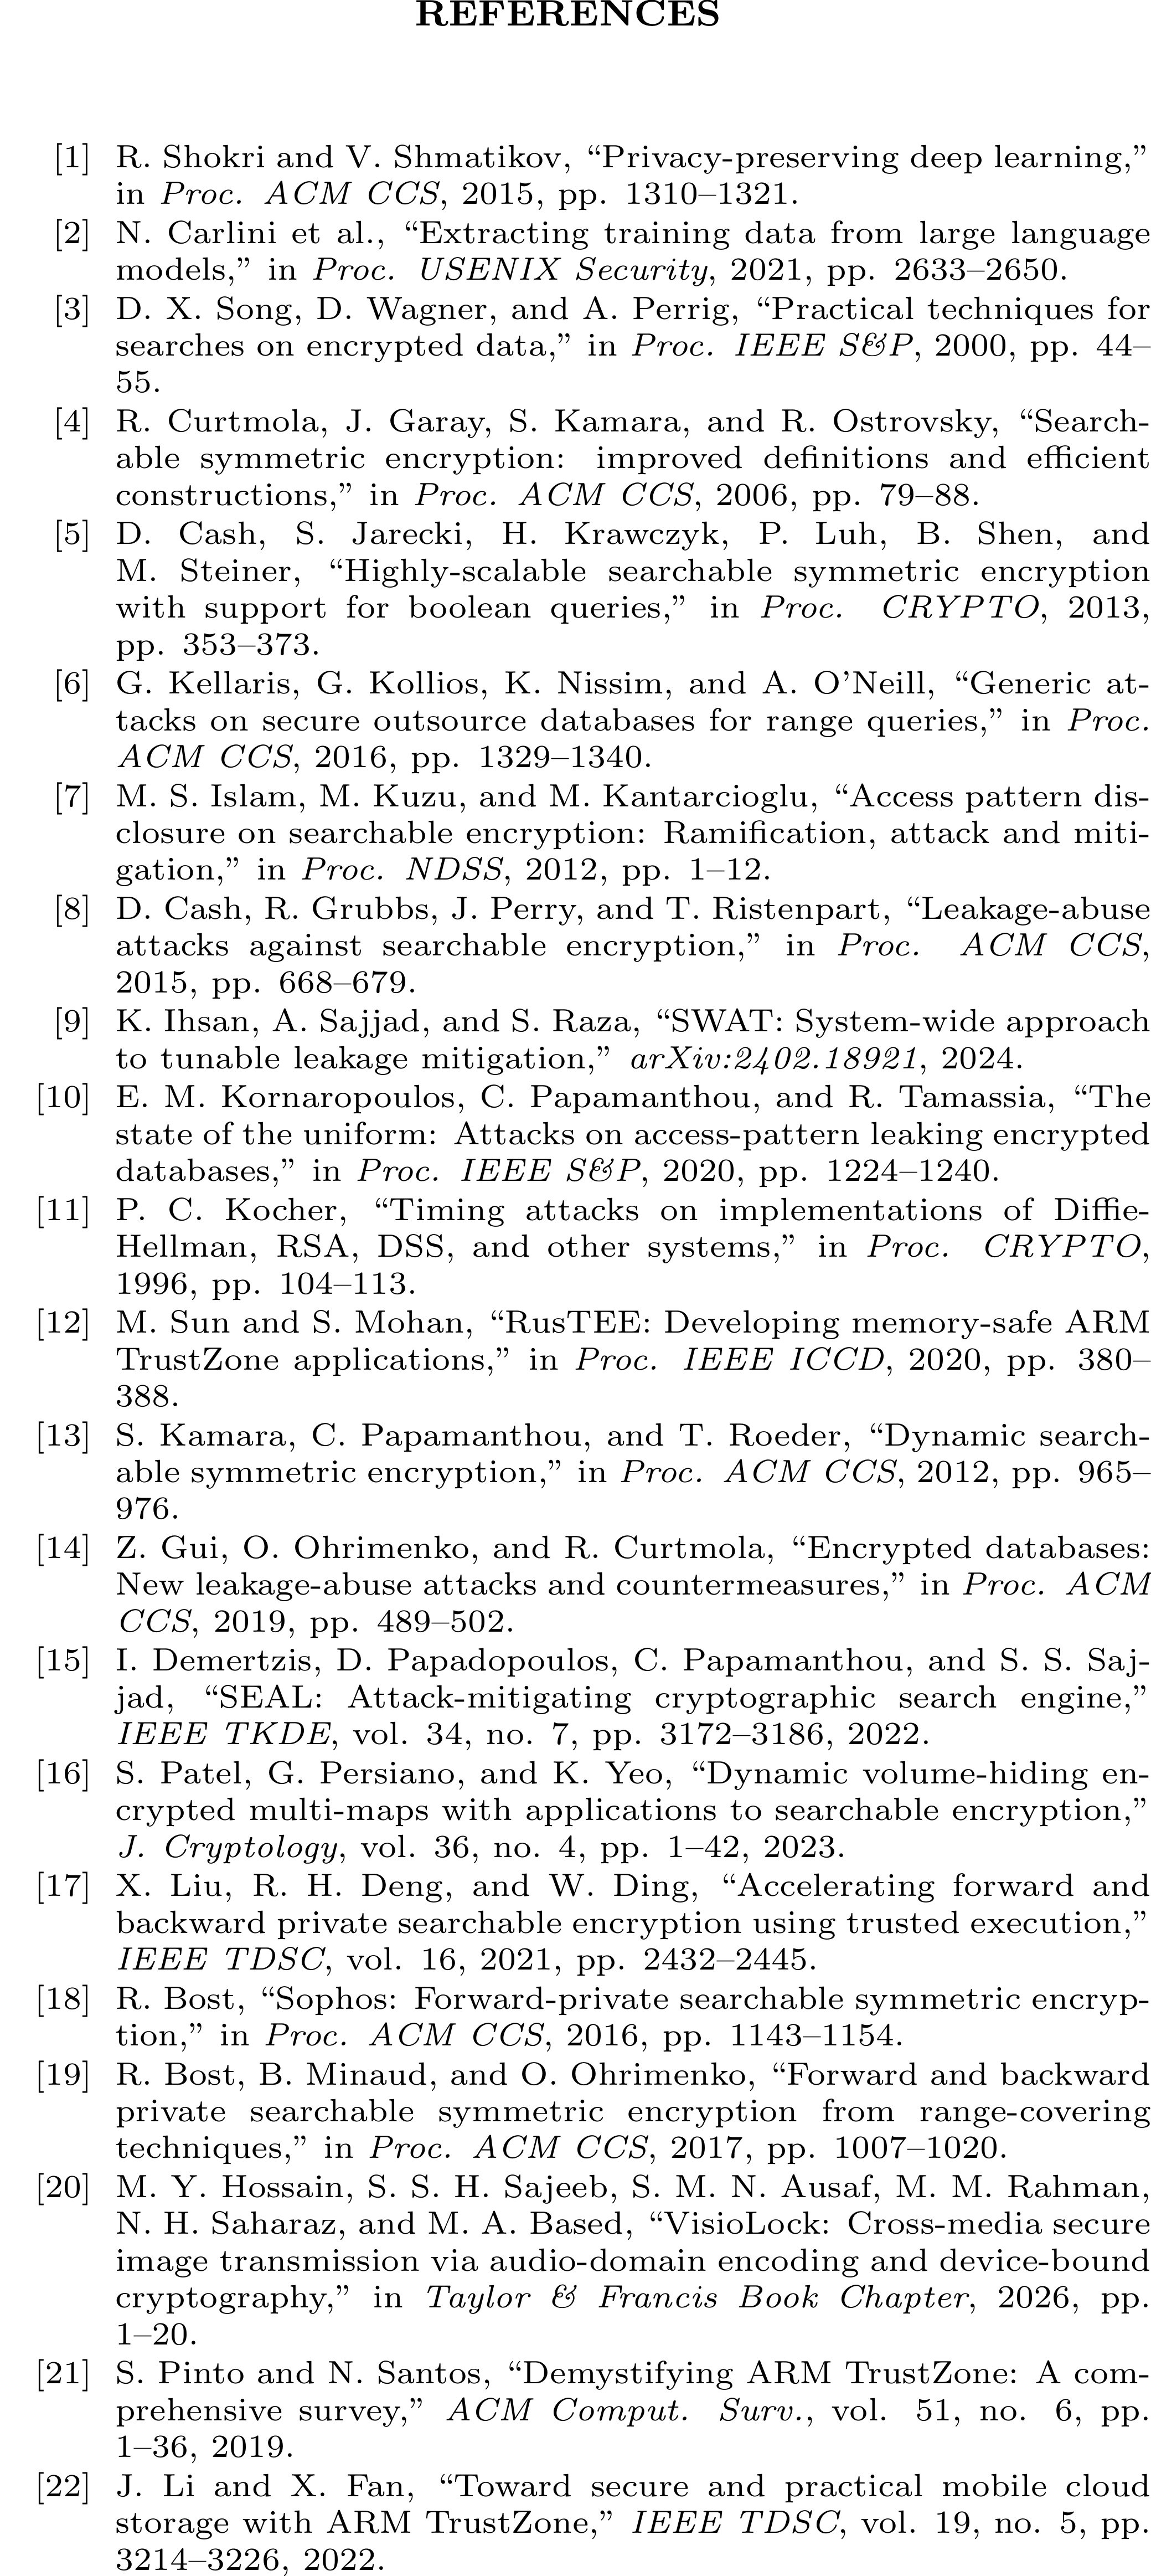 REFERENCES
[1] R. Shokri and V. Shmatikov, “Privacy-preserving deep learning,”
in Proc. ACM CCS, 2015, pp. 1310–1321.
[2] N. Carlini et al., “Extracting training data from large language
models,” in Proc. USENIX Security, 2021, pp. 2633–2650.
[3] D. X. Song, D. Wagner, and A. Perrig, “Practical techniques for
searches on encrypted data,” in Proc. IEEE S&P, 2000, pp. 44–
55.
[4] R. Curtmola, J. Garay, S. Kamara, and R. Ostrovsky, “Search-
able symmetric encryption: improved definitions and efficient
constructions,” in Proc. ACM CCS, 2006, pp. 79–88.
[5] D. Cash, S. Jarecki, H. Krawczyk, P. Luh, B. Shen, and
M. Steiner, “Highly-scalable searchable symmetric encryption
with support for boolean queries,” in Proc. CRYPTO, 2013,
pp. 353–373.
[6] G. Kellaris, G. Kollios, K. Nissim, and A. O’Neill, “Generic at-
tacks on secure outsource databases for range queries,” in Proc.
ACM CCS, 2016, pp. 1329–1340.
[7] M. S. Islam, M. Kuzu, and M. Kantarcioglu, “Access pattern dis-
closure on searchable encryption: Ramification, attack and miti-
gation,” in Proc. NDSS, 2012, pp. 1–12.
[8] D. Cash, R. Grubbs, J. Perry, and T. Ristenpart, “Leakage-abuse
attacks against searchable encryption,” in Proc. ACM CCS,
2015, pp. 668–679.
[9] K. Ihsan, A. Sajjad, and S. Raza, “SWAT: System-wide approach
to tunable leakage mitigation,” arXiv:2402.18921, 2024.
[10] E. M. Kornaropoulos, C. Papamanthou, and R. Tamassia, “The
state of the uniform: Attacks on access-pattern leaking encrypted
databases,” in Proc. IEEE S&P, 2020, pp. 1224–1240.
[11] P. C. Kocher, “Timing attacks on implementations of Diffie-
Hellman, RSA, DSS, and other systems,” in Proc. CRYPTO,
1996, pp. 104–113.
[12] M. Sun and S. Mohan, “RusTEE: Developing memory-safe ARM
TrustZone applications,” in Proc. IEEE ICCD, 2020, pp. 380–
388.
[13] S. Kamara, C. Papamanthou, and T. Roeder, “Dynamic search-
able symmetric encryption,” in Proc. ACM CCS, 2012, pp. 965–
976.
[14] Z. Gui, O. Ohrimenko, and R. Curtmola, “Encrypted databases:
New leakage-abuse attacks and countermeasures,” in Proc. ACM
CCS, 2019, pp. 489–502.
[15] I. Demertzis, D. Papadopoulos, C. Papamanthou, and S. S. Saj-
jad, “SEAL: Attack-mitigating cryptographic search engine,”
IEEE TKDE, vol. 34, no. 7, pp. 3172–3186, 2022.
[16] S. Patel, G. Persiano, and K. Yeo, “Dynamic volume-hiding en-
crypted multi-maps with applications to searchable encryption,”
J. Cryptology, vol. 36, no. 4, pp. 1–42, 2023.
[17] X. Liu, R. H. Deng, and W. Ding, “Accelerating forward and
backward private searchable encryption using trusted execution,”
IEEE TDSC, vol. 16, 2021, pp. 2432–2445.
[18] R. Bost, “Sophos: Forward-private searchable symmetric encryp-
tion,” in Proc. ACM CCS, 2016, pp. 1143–1154.
[19] R. Bost, B. Minaud, and O. Ohrimenko, “Forward and backward
private searchable symmetric encryption from range-covering
techniques,” in Proc. ACM CCS, 2017, pp. 1007–1020.
[20] M. Y. Hossain, S. S. H. Sajeeb, S. M. N. Ausaf, M. M. Rahman,
N. H. Saharaz, and M. A. Based, “VisioLock: Cross-media secure
image transmission via audio-domain encoding and device-bound
cryptography,” in Taylor & Francis Book Chapter, 2026, pp.
1–20.
[21] S. Pinto and N. Santos, “Demystifying ARM TrustZone: A com-
prehensive survey,” ACM Comput. Surv., vol. 51, no. 6, pp.
1–36, 2019.
[22] J. Li and X. Fan, “Toward secure and practical mobile cloud
storage with ARM TrustZone,” IEEE TDSC, vol. 19, no. 5, pp.
3214–3226, 2022.